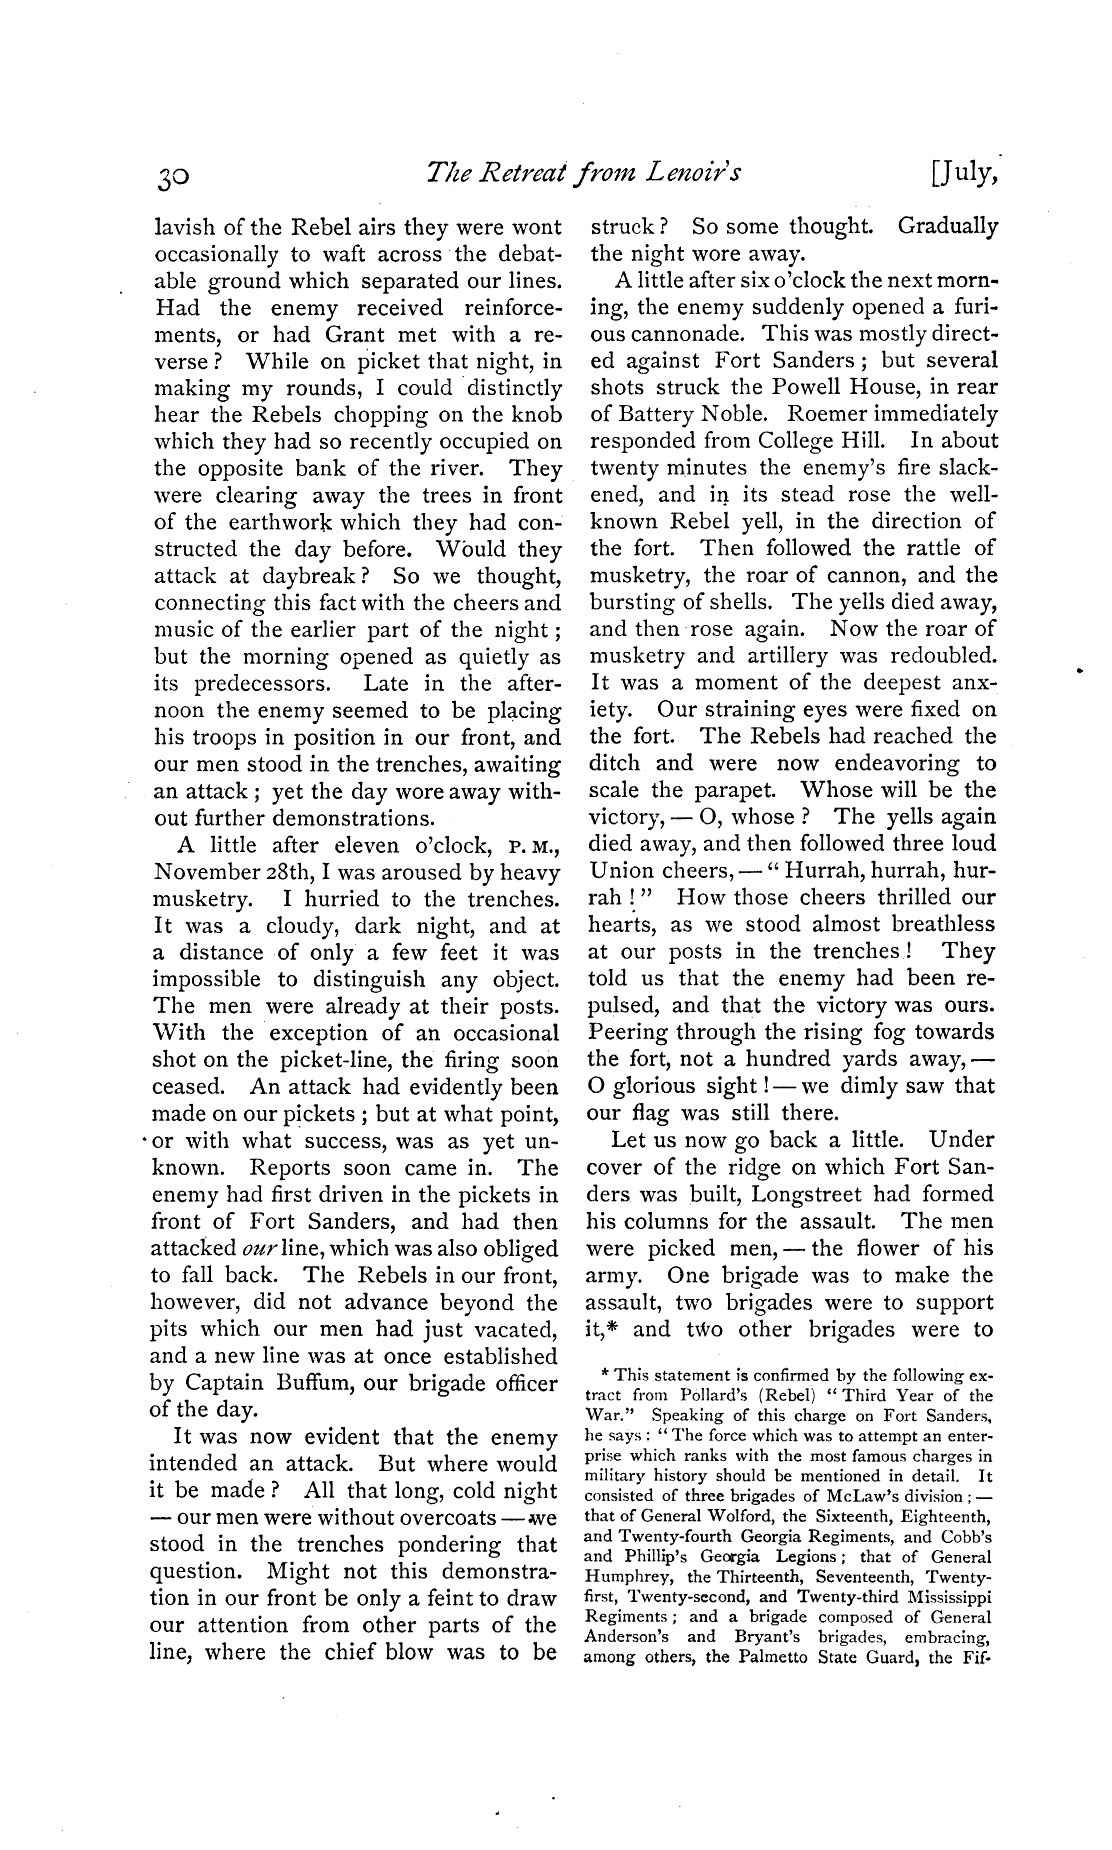 30 The Retreat from Lenoir's [July,
lavish of the Rebel airs they were wont
occasionally to waft across the debat-
able ground which separated our lines.
Had the enemy received reinforce-
ments, or had Grant met with a re-
verse? While on picket that night, in
making my rounds, I could distinctly
hear the Rebels chopping on the knob
which they had so recently occupied on
the opposite bank of the river. They
were clearing away the trees in front
of the earthwork which they had con-
structed the day before. Would they
attack at daybreak? So we thought,
connecting this fact with the cheers and
music of the earlier part of the night;
but the morning opened as quietly as
its predecessors. Late in the after-
noon the enemy seemed to be placing
his troops in position in our front, and
our men stood in the trenches, awaiting
an attack; yet the day wore away with-
out further demonstrations.
A little after eleven o'clock, P. M.,
November 28th, I was aroused by heavy
musketry. I hurried to the trenches.
It was a cloudy, dark night, and at
a distance of only a few feet it was
impossible to distinguish any object.
The men were already at their posts.
With the exception of an occasional
shot on the picket-line, the firing soon
ceased. An attack had evidently been
made on our pickets; but at what point,
or with what success, was as yet un-
known. Reports soon came in. The
enemy had first driven in the pickets in
front of Fort Sanders, and had then
attacked our line, which was also obliged
to fall back. The Rebels in our front,
however, did not advance beyond the
pits which our men had just vacated,
and a new line was at once established
by Captain Buffum, our brigade officer
of the day.
It was now evident that the enemy
intended an attack. But where would
it be made? All that long, cold night
— our men were without overcoats — we
stood in the trenches pondering that
question. Might not this demonstra-
tion in our front be only a feint to draw
our attention from other parts of the
line, where the chief blow was to be
struck? So some thought. Gradually
the night wore away.
A little after six o'clock the next morn-
ing, the enemy suddenly opened a furi-
ous cannonade. This was mostly direct-
ed against Fort Sanders; but several
shots struck the Powell House, in rear
of Battery Noble. Roemer immediately
responded from College Hill. In about
twenty minutes the enemy's fire slack-
ened, and in its stead rose the well-
known Rebel yell, in the direction of
the fort. Then followed the rattle of
musketry, the roar of cannon, and the
bursting of shells. The yells died away,
and then rose again. Now the roar of
musketry and artillery was redoubled.
It was a moment of the deepest anx-
iety. Our straining eyes were fixed on
the fort. The Rebels had reached the
ditch and were now endeavoring to
scale the parapet. Whose will be the
victory, — O, whose? The yells again
died away, and then followed three loud
Union cheers, — "Hurrah, hurrah, hur-
rah!" How those cheers thrilled our
hearts, as we stood almost breathless
at our posts in the trenches! They
told us that the enemy had been re-
pulsed, and that the victory was ours.
Peering through the rising fog towards
the fort, not a hundred yards away, —
O glorious sight! — we dimly saw that
our flag was still there.
Let us now go back a little. Under
cover of the ridge on which Fort San-
ders was built, Longstreet had formed
his columns for the assault. The men
were picked men, — the flower of his
army. One brigade was to make the
assault, two brigades were to support
it,* and two other brigades were to
* This statement is confirmed by the following ex-
tract from Pollard's (Rebel) "Third Year of the
War." Speaking of this charge on Fort Sanders,
he says: "The force which was to attempt an enter-
prise which ranks with the most famous charges in
military history should be mentioned in detail. It
consisted of three brigades of McLaw's division; —
that of General Wolford, the Sixteenth, Eighteenth,
and Twenty-fourth Georgia Regiments, and Cobb's
and Phillip's Georgia Legions; that of General
Humphrey, the Thirteenth, Seventeenth, Twenty-
first, Twenty-second, and Twenty-third Mississippi
Regiments; and a brigade composed of General
Anderson's and Bryant's brigades, embracing,
among others, the Palmetto State Guard, the Fif-